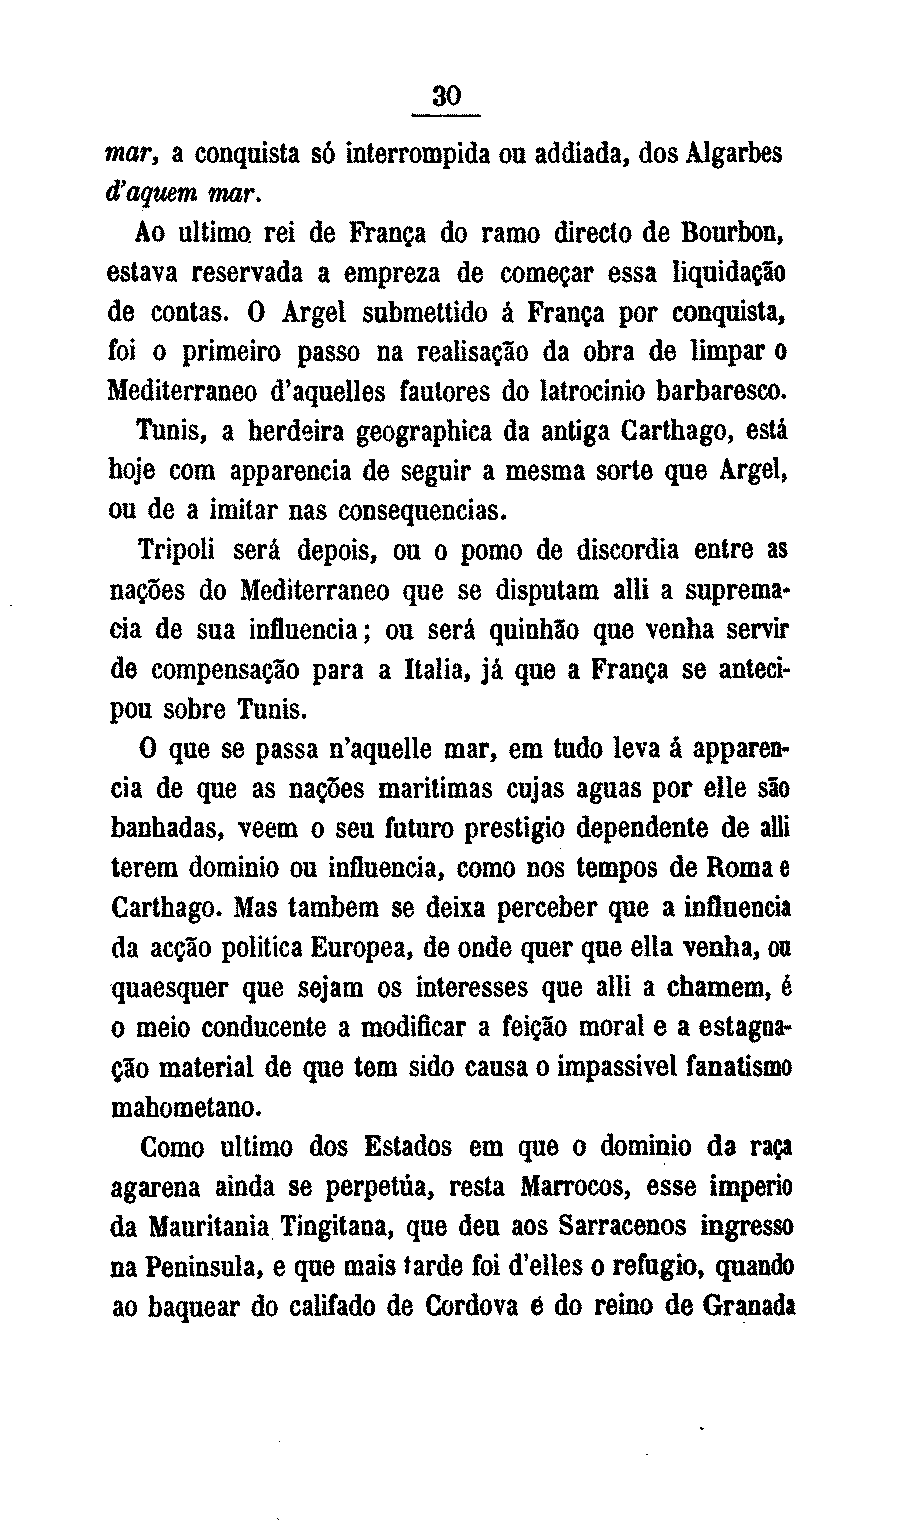 30
mar, a conquista só interrompida ou addiada, dos Algarbes
d'aquem mar.
Ao ultimo rei de França do ramo directo de Bourbon,
estava reservada a empreza de começar essa liquidação
de contas. O Argel submettido á França por conquista,
foi o primeiro passo na realisação da obra de limpar o
Mediterraneo d'aquelles fautores do latrocinio barbaresco.
Tunis, a herdeira geographica da antiga Carthago, está
hoje com apparencia de seguir a mesma sorte que Argel,
ou de a imitar nas consequencias.
Tripoli será depois, ou o pomo de discordia entre as
nações do Mediterraneo que se disputam alli a suprema-
cia de sua influencia; ou será quinhão que venha servir
de compensação para a Italia, já que a França se anteci-
pou sobre Tunis.
O que se passa n'aquelle mar, em tudo leva á apparen-
cia de que as nações maritimas cujas aguas por elle são
banhadas, veem o seu futuro prestigio dependente de alli
terem dominio ou influencia, como nos tempos de Roma e
Carthago. Mas tambem se deixa perceber que a influencia
da acção politica Europea, de onde quer que ella venha, ou
quaesquer que sejam os interesses que alli a chamem, é
o meio conducente a modificar a feição moral e a estagna-
ção material de que tem sido causa o impassivel fanatismo
mahometano.
Como ultimo dos Estados em que o dominio da raça
agarena ainda se perpetúa, resta Marrocos, esse imperio
da Mauritania Tingitana, que deu aos Sarracenos ingresso
na Peninsula, e que mais tarde foi d'elles o refugio, quando
ao baquear do califado de Cordova e do reino de Granada